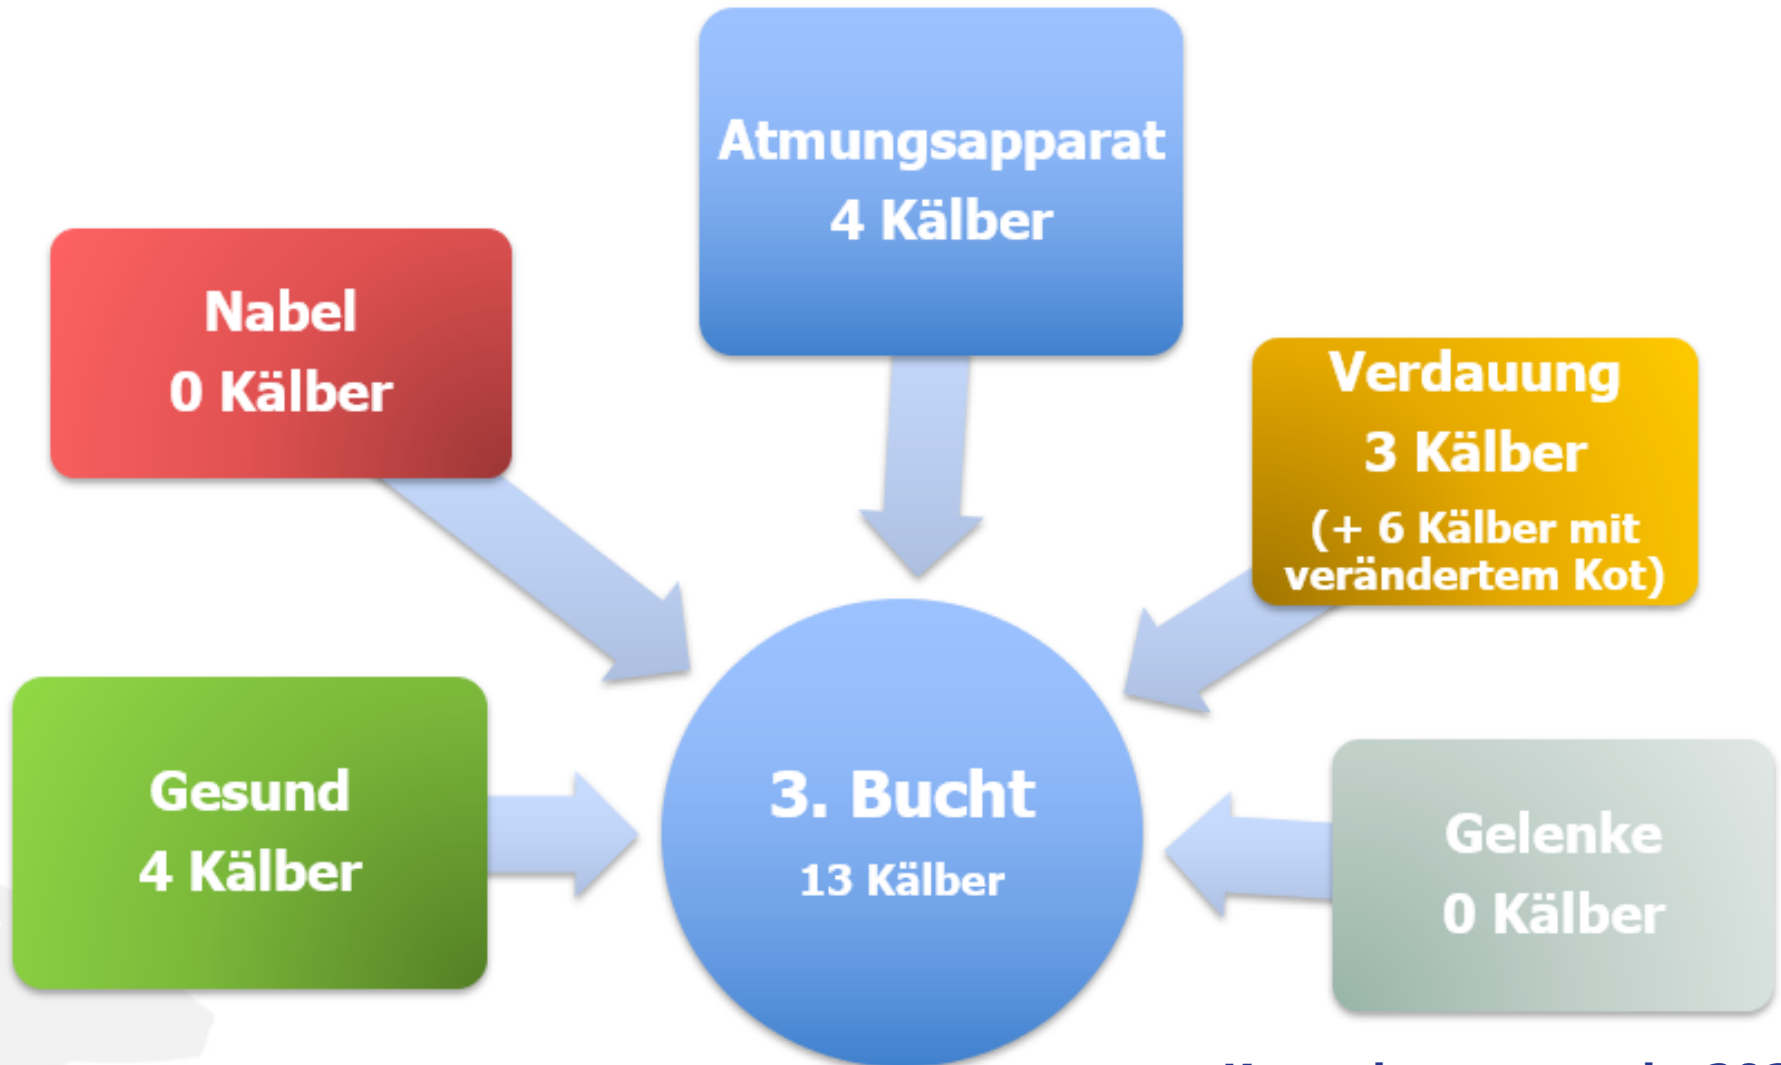 Atmungsapparat
4 Kälber
Nabel
0 Kälber
Verdauung
3 Kälber
(+ 6 Kälber mit
verändertem Kot)
Gesund
4 Kälber
3. Bucht
13 Kälber
Gelenke
0 Kälber